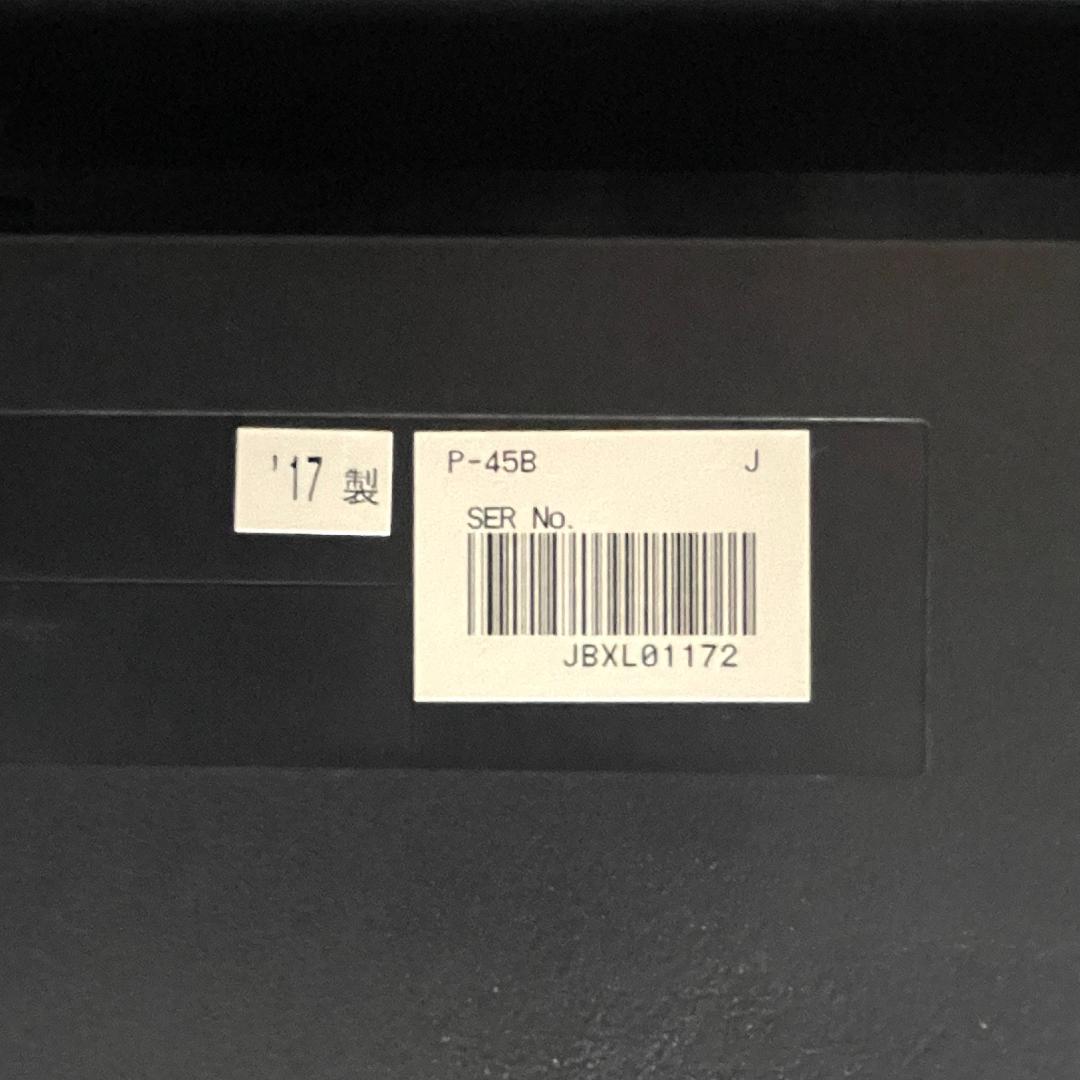 '17 製
P-45B J
SER No.
JBXL01172